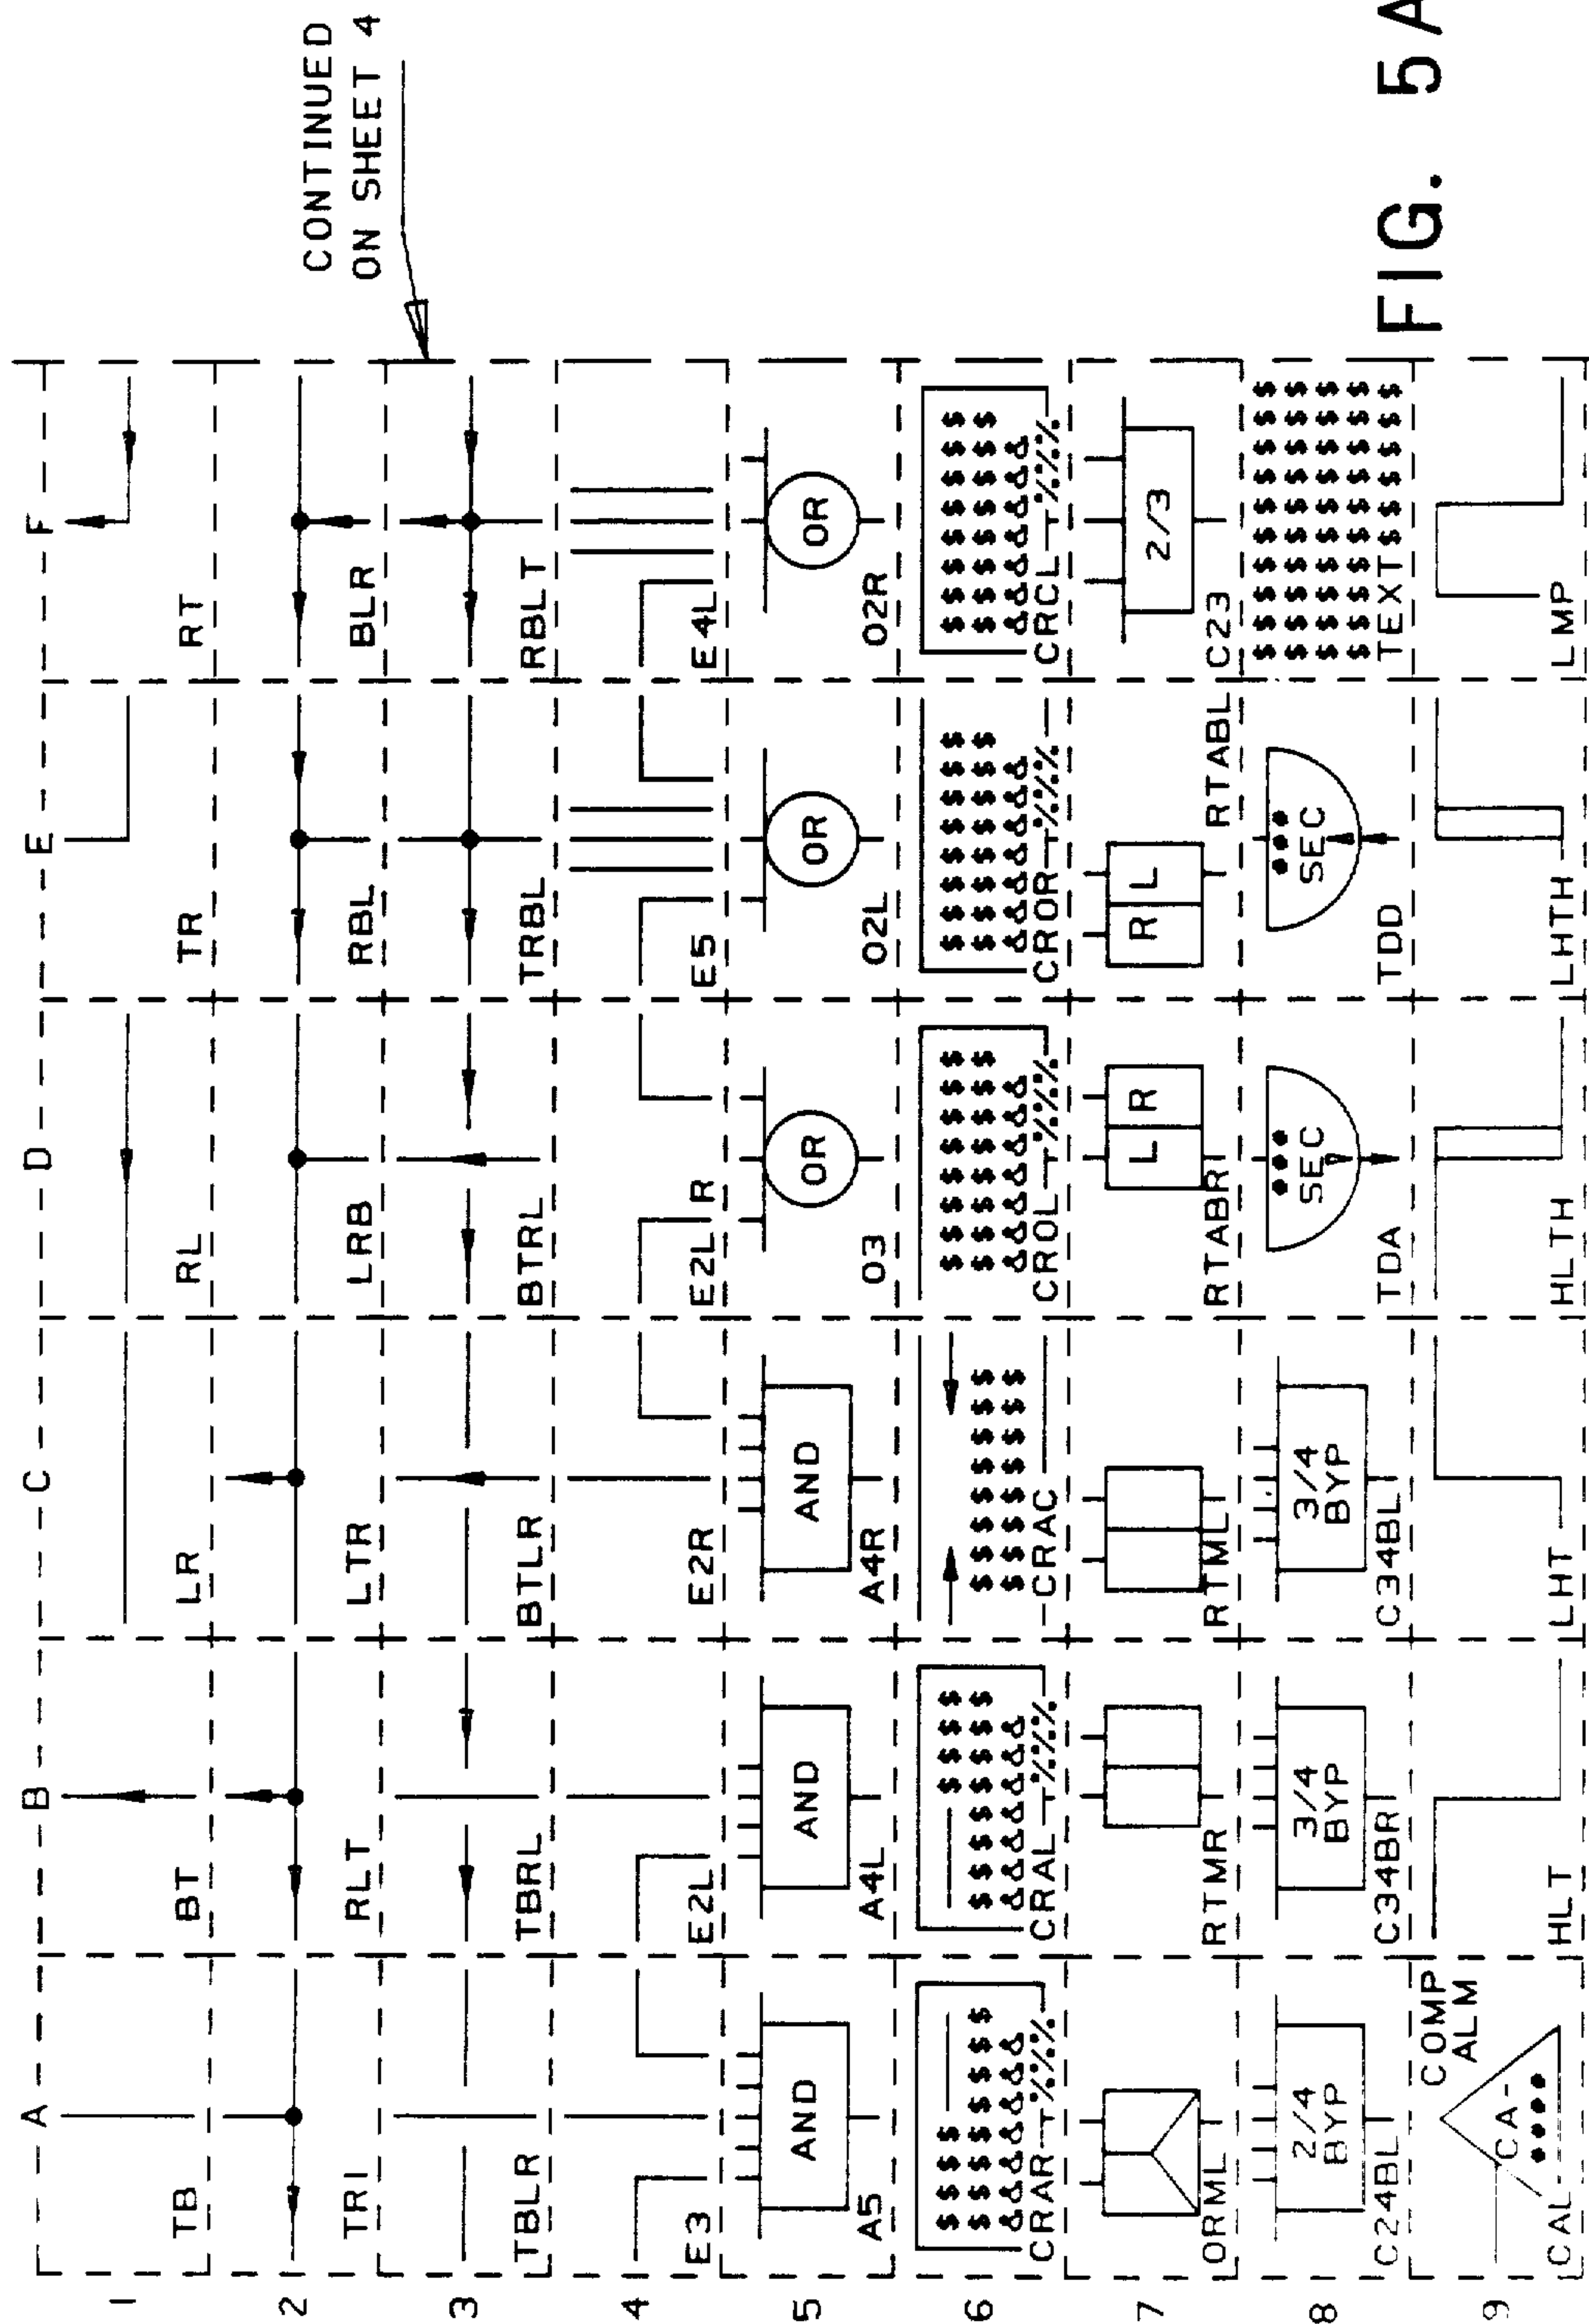 CONTINUED
ON SHEET 4
A B C D E F
1 TB BT LR RL TR RT
2 TRI RLT LTR LRB RBL BLR
3 TBLR TBRL BTLR BTRL TRBL RBLT
4 E3 E2L E2R E2LR E5 E4L
5 AND AND AND OR OR OR
A5 A4L A4R O3 O2L O2R
6 $$$$ $$$$ $$$$$$$$ $$$$$$$$ $$$$$$$$ $$$$$$$$
$$$$$$$$ $$$$$$$$ $$$$$$$$ $$$$$$$$ $$$$$$$$ $$$$$$$$
&&&&&&& &&&&&&& &&&&&&& &&&&&&& &&&&&&&
CRAR %%% CRAL %%% CRAC CROL %%% CROR %%% CRCL %%%
7 L R R L 2/3
ORML RTMR RTML RTABR RTABL C23
8 2/4 3/4 3/4 SEC SEC $$$$$$$$$$
BYP BYP BYP $$$$$$$$$$
$$$$$$$$$$
$$$$$$$$$$
C24BL C34BR C34BL TDA TDD TEXT$$$$$$
COMP
ALM
9 CA-
CAL HLT LHT HLTH LHTH LMP
FIG. 5A